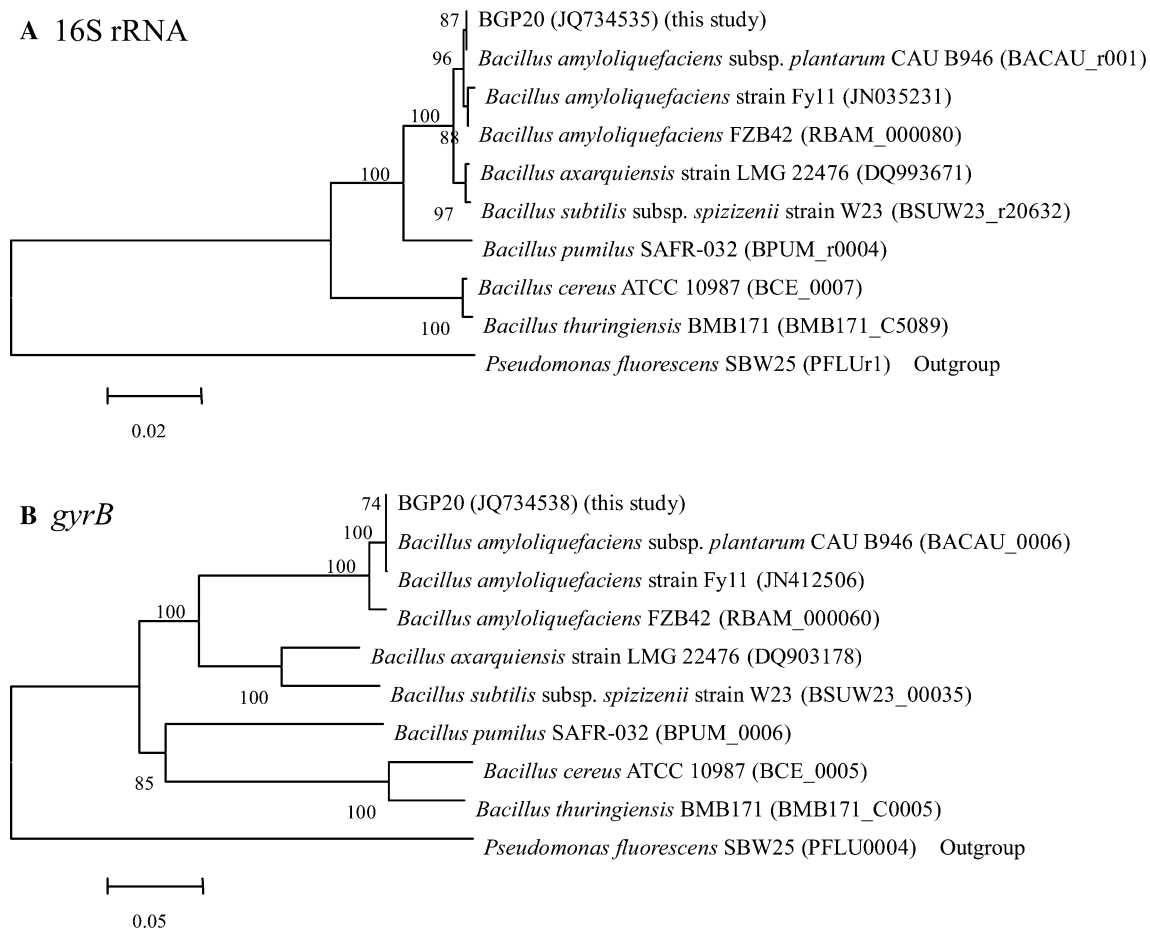 A 16S rRNA
87 BGP20 (JQ734535) (this study)
96 Bacillus amyloliquefaciens subsp. plantarum CAU B946 (BACAU_r001)
Bacillus amyloliquefaciens strain Fy11 (JN035231)
100
88 Bacillus amyloliquefaciens FZB42 (RBAM_000080)
100 Bacillus axarquiensis strain LMG 22476 (DQ993671)
97 Bacillus subtilis subsp. spizizenii strain W23 (BSUW23_r20632)
Bacillus pumilus SAFR-032 (BPUM_r0004)
Bacillus cereus ATCC 10987 (BCE_0007)
100 Bacillus thuringiensis BMB171 (BMB171_C5089)
Pseudomonas fluorescens SBW25 (PFLUr1) Outgroup
0.02
B gyrB
74 BGP20 (JQ734538) (this study)
100 Bacillus amyloliquefaciens subsp. plantarum CAU B946 (BACAU_0006)
100 Bacillus amyloliquefaciens strain Fy11 (JN412506)
100 Bacillus amyloliquefaciens FZB42 (RBAM_000060)
Bacillus axarquiensis strain LMG 22476 (DQ903178)
100 Bacillus subtilis subsp. spizizenii strain W23 (BSUW23_00035)
Bacillus pumilus SAFR-032 (BPUM_0006)
85 Bacillus cereus ATCC 10987 (BCE_0005)
100 Bacillus thuringiensis BMB171 (BMB171_C0005)
Pseudomonas fluorescens SBW25 (PFLU0004) Outgroup
0.05